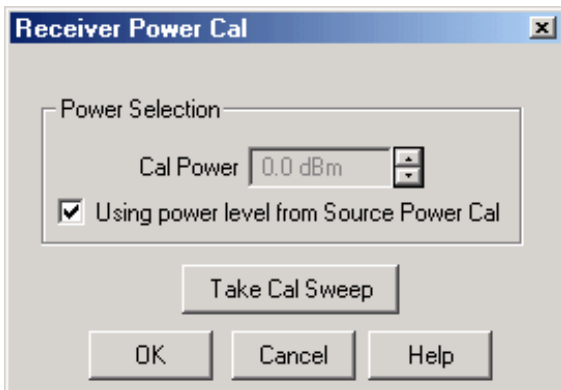 Receiver Power Cal
Power Selection
Cal Power 0.0 dBm
Using power level from Source Power Cal
Take Cal Sweep
OK Cancel Help